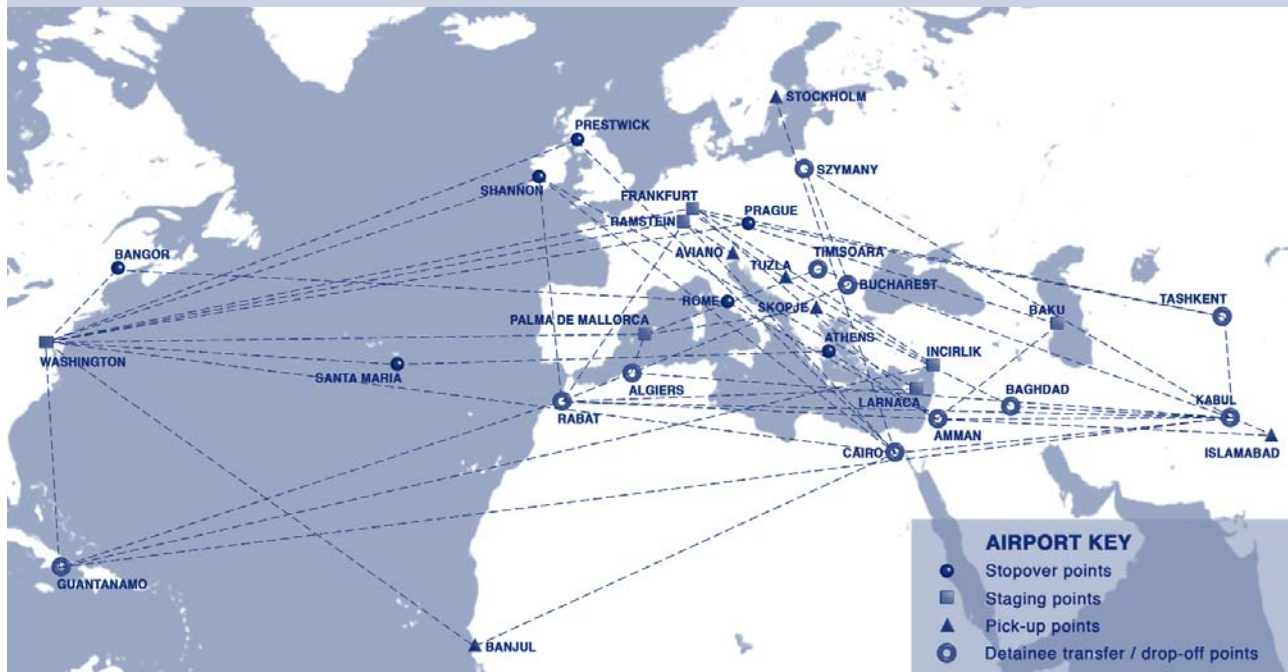 STOCKHOLM
PRESTWICK
SZYMANY
SHANNON
FRANKFURT
RAMSTEIN
PRAGUE
BANGOR
AVIANO
TIMISOARA
TUZLA
BUCHAREST
ROME
SKOPJE
TASHKENT
PALMA DE MALLORCA
BAKU
ATHENS
WASHINGTON
INCIRLIK
SANTA MARIA
ALGIERS
BAGHDAD
LARNACA
KABUL
RABAT
AMMAN
CAIRO
ISLAMABAD
GUANTANAMO
BANJUL
AIRPORT KEY
Stopover points
Staging points
Pick-up points
Detainee transfer / drop-off points